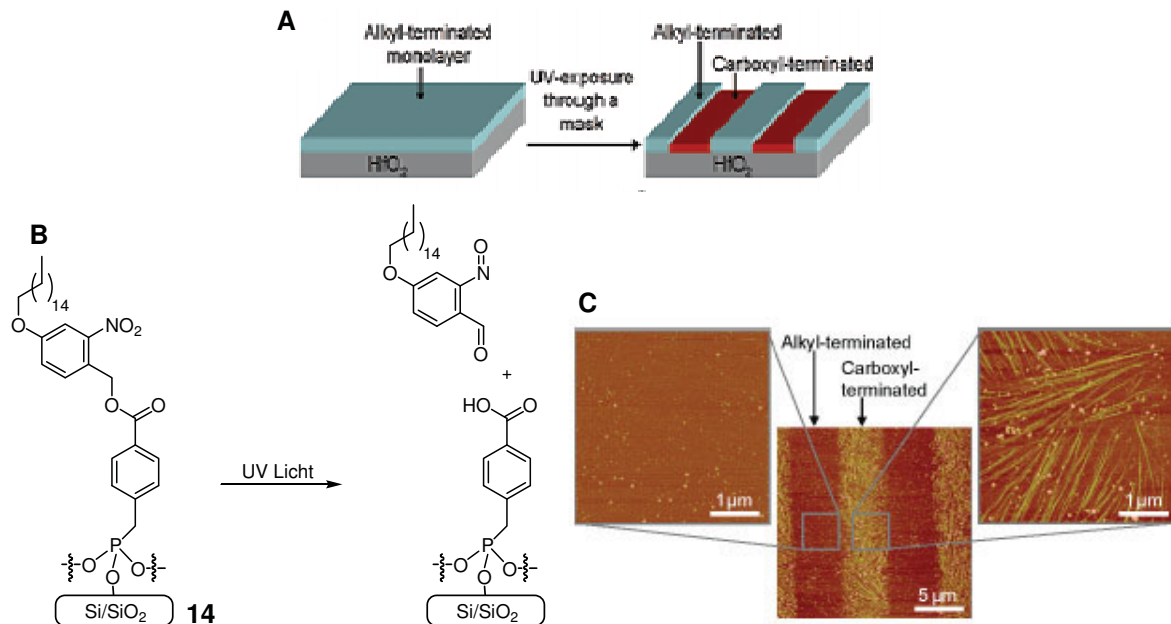 A
Alkyl-terminated
monolayer
UV-exposure
through a
mask
Alkyl-terminated
Carboxyl-terminated
HfO₂
HfO₂
B
14
O
NO₂
O
O
P
O
O
O
Si/SiO₂
14
UV Licht
14
O
O
N
O
+
HO
O
P
O
O
O
Si/SiO₂
C
Alkyl-terminated
Carboxyl-
terminated
1 µm
5 µm
1 µm